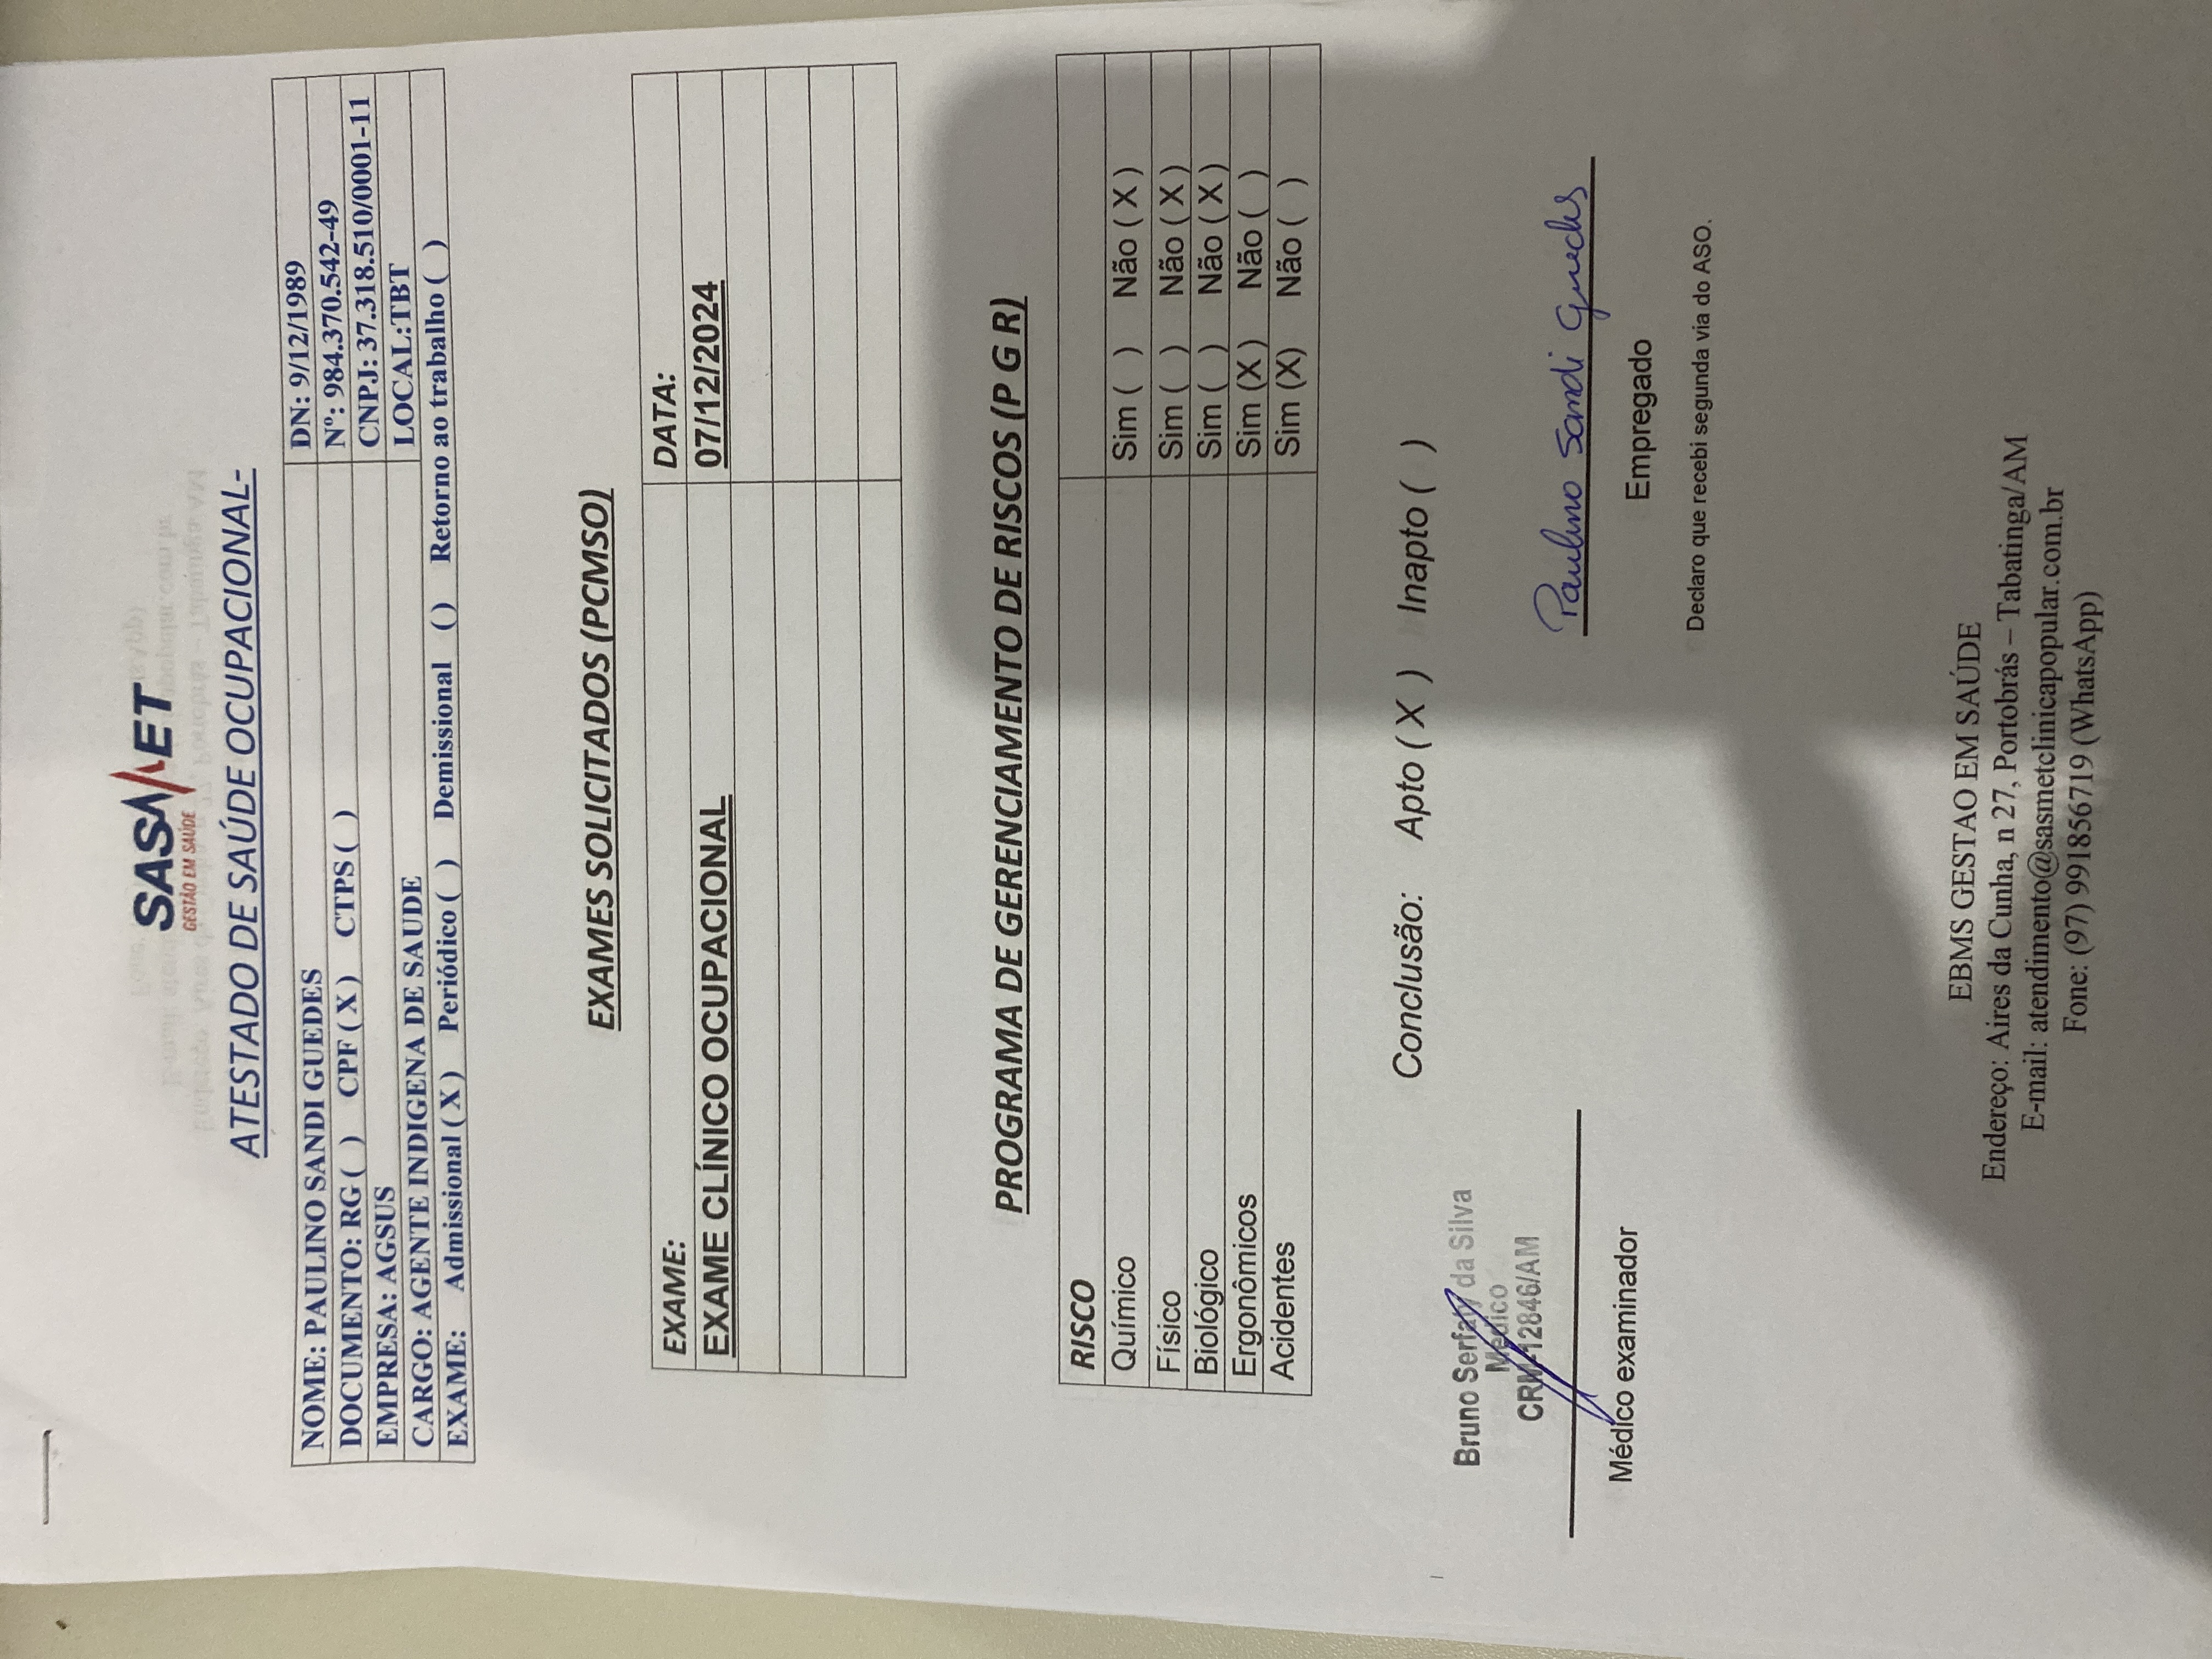 SASMET
GESTÃO EM SAÚDE
ATESTADO DE SAÚDE OCUPACIONAL-
NOME: PAULINO SANDI GUEDES DN: 9/12/1989
DOCUMENTO: RG ( ) CPF ( X ) CTPS ( ) Nº: 984.370.542-49
EMPRESA: AGSUS CNPJ: 37.318.510/0001-11
CARGO: AGENTE INDIGENA DE SAUDE LOCAL:TBT
EXAME: Admissional ( X ) Periódico ( ) Demissional ( ) Retorno ao trabalho ( )
EXAMES SOLICITADOS (PCMSO)
EXAME: DATA:
EXAME CLÍNICO OCUPACIONAL 07/12/2024
PROGRAMA DE GERENCIAMENTO DE RISCOS (P G R)
RISCO
Químico Sim ( ) Não ( X )
Físico Sim ( ) Não ( X )
Biológico Sim ( ) Não ( X )
Ergonômicos Sim (X ) Não ( )
Acidentes Sim (X) Não ( )
Conclusão: Apto ( X ) Inapto ( )
Bruno Serfaty da Silva
Médico
CRM-12846/AM
Médico examinador
Paulino Sandi Guedes
Empregado
Declaro que recebi segunda via do ASO.
EBMS GESTAO EM SAÚDE
Endereço: Aires da Cunha, n 27, Portobrás – Tabatinga/AM
E-mail: atendimento@sasmetclinicapopular.com.br
Fone: (97) 991856719 (WhatsApp)